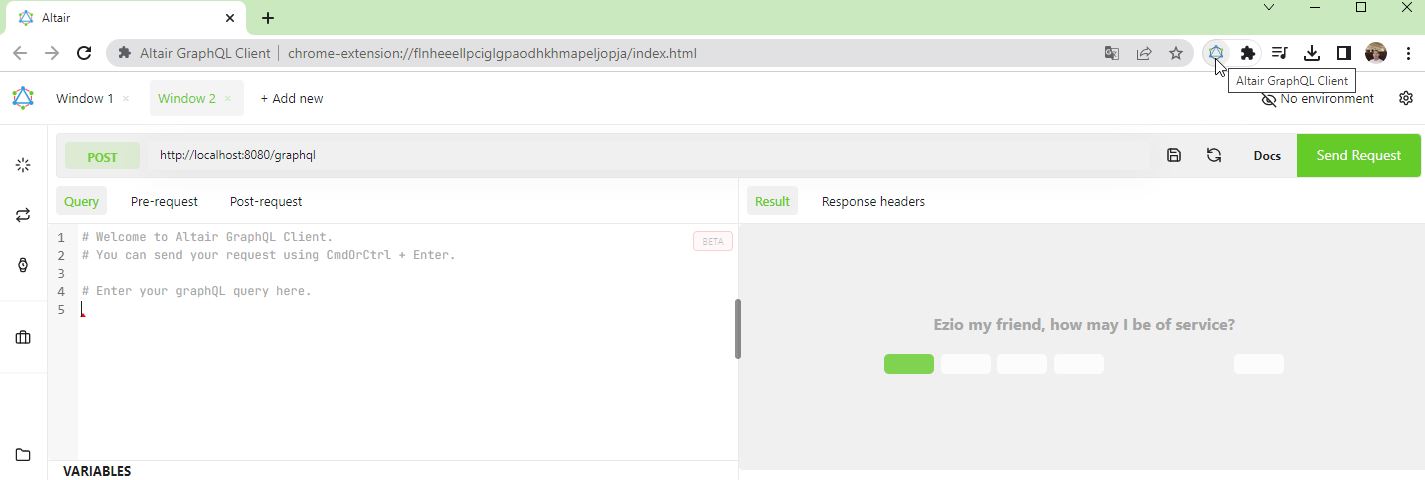 Altair
Altair GraphQL Client | chrome-extension://flnheeellpciglgpaodhkhmapeljopja/index.html
Altair GraphQL Client
Window 1 × Window 2 × + Add new No environment
POST http://localhost:8080/graphql Docs Send Request
Query Pre-request Post-request Result Response headers
1 # Welcome to Altair GraphQL Client. BETA
2 # You can send your request using CmdOrCtrl + Enter.
3
4 # Enter your graphQL query here.
5
Ezio my friend, how may I be of service?
VARIABLES